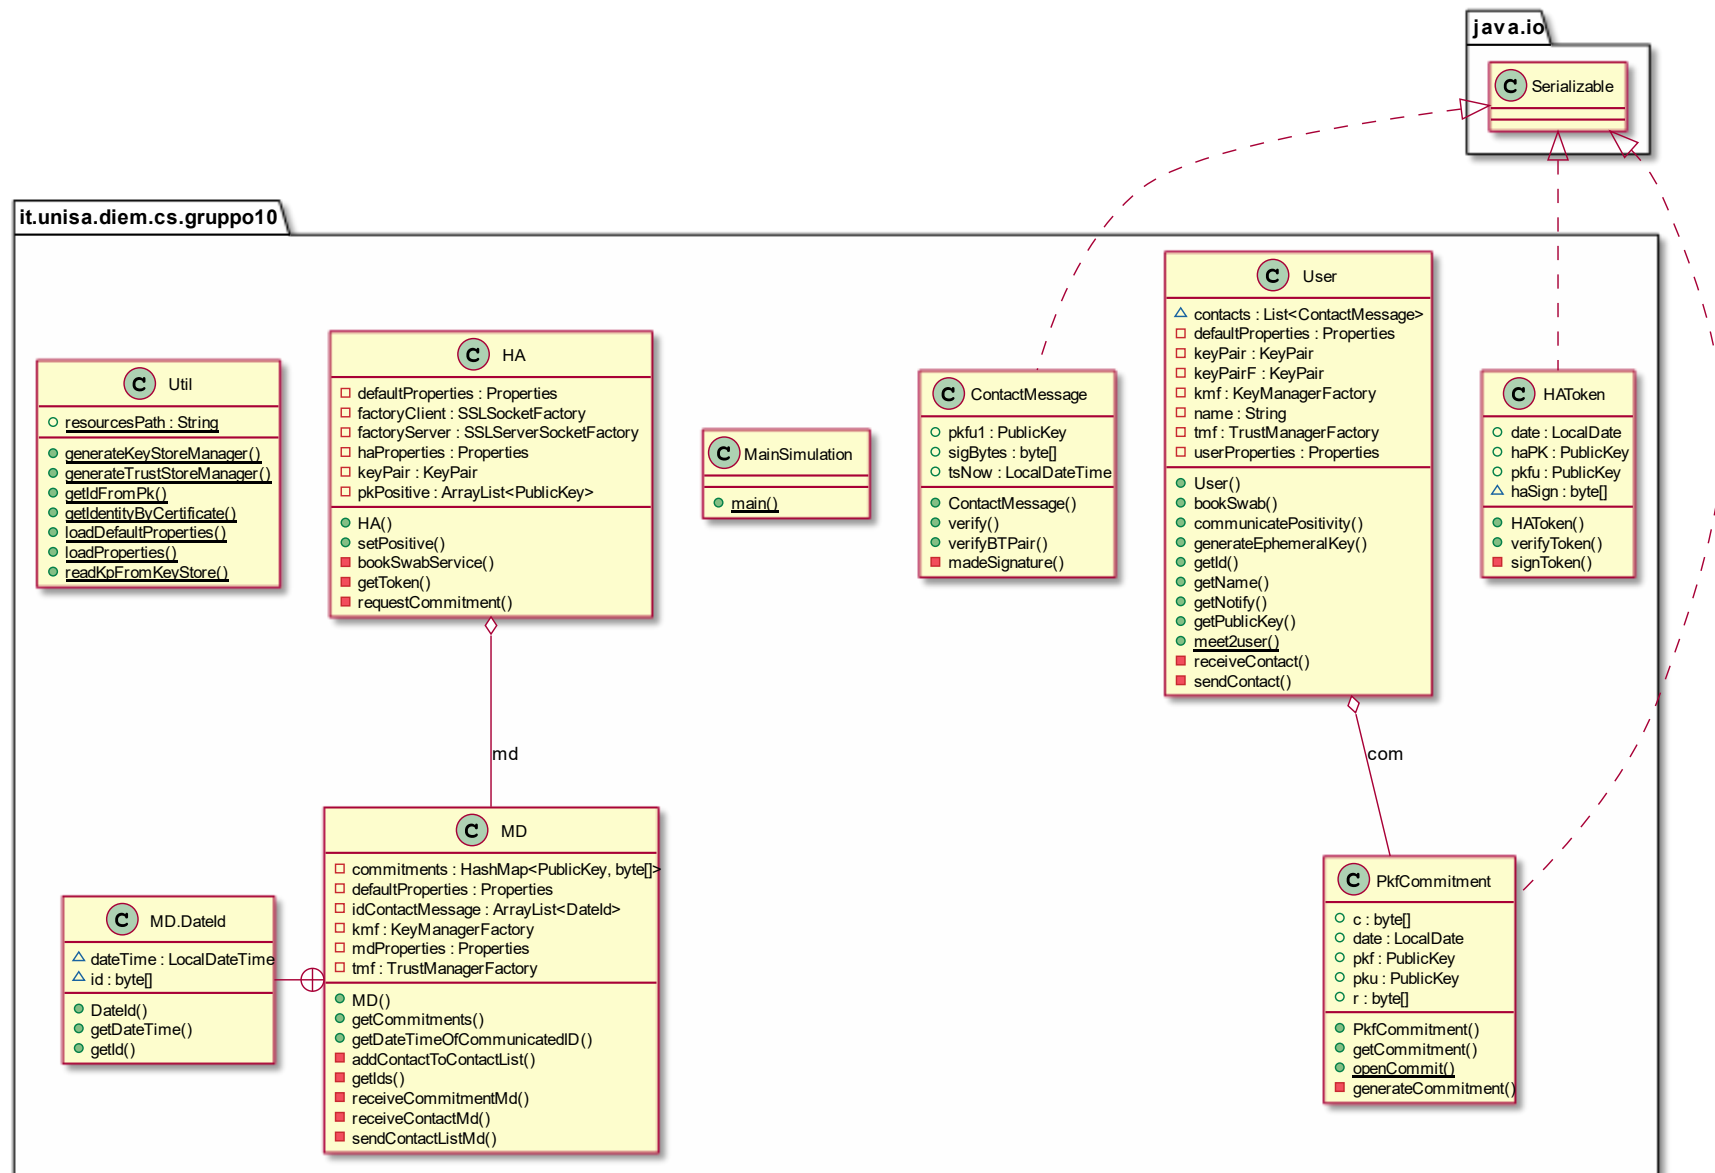 java.io
C Serializable
it.unisa.diem.cs.gruppo10
C Util
resourcesPath : String
generateKeyStoreManager()
generateTrustStoreManager()
getIdFromPk()
getIdentityByCertificate()
loadDefaultProperties()
loadProperties()
readKpFromKeyStore()
C HA
defaultProperties : Properties
factoryClient : SSLSocketFactory
factoryServer : SSLServerSocketFactory
haProperties : Properties
keyPair : KeyPair
pkPositive : ArrayList<PublicKey>
HA()
setPositive()
bookSwabService()
getToken()
requestCommitment()
C MainSimulation
main()
C ContactMessage
pkfu1 : PublicKey
sigBytes : byte[]
tsNow : LocalDateTime
ContactMessage()
verify()
verifyBTPair()
madeSignature()
C User
contacts : List<ContactMessage>
defaultProperties : Properties
keyPair : KeyPair
keyPairF : KeyPair
kmf : KeyManagerFactory
name : String
tmf : TrustManagerFactory
userProperties : Properties
User()
bookSwab()
communicatePositivity()
generateEphemeralKey()
getId()
getName()
getNotify()
getPublicKey()
meet2user()
receiveContact()
sendContact()
C HAToken
date : LocalDate
haPK : PublicKey
pkfu : PublicKey
haSign : byte[]
HAToken()
verifyToken()
signToken()
md
com
C MD.DateId
dateTime : LocalDateTime
id : byte[]
DateId()
getDateTime()
getId()
C MD
commitments : HashMap<PublicKey, byte[]>
defaultProperties : Properties
idContactMessage : ArrayList<DateId>
kmf : KeyManagerFactory
mdProperties : Properties
tmf : TrustManagerFactory
MD()
getCommitments()
getDateTimeOfCommunicatedID()
addContactToContactList()
getIds()
receiveCommitmentMd()
receiveContactMd()
sendContactListMd()
C PkfCommitment
c : byte[]
date : LocalDate
pkf : PublicKey
pku : PublicKey
r : byte[]
PkfCommitment()
getCommitment()
openCommit()
generateCommitment()